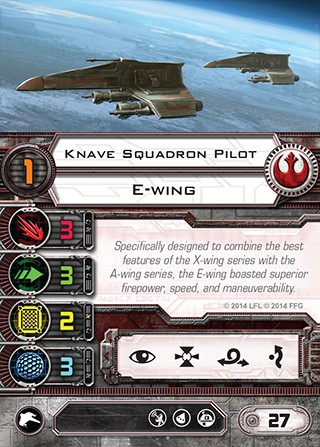 Knave Squadron Pilot
1
E-wing
3
Specifically designed to combine the best
features of the X-wing series with the
A-wing series, the E-wing boasted superior
firepower, speed, and maneuverability.
© 2014 LFL © 2014 FFG
3
2
3
27